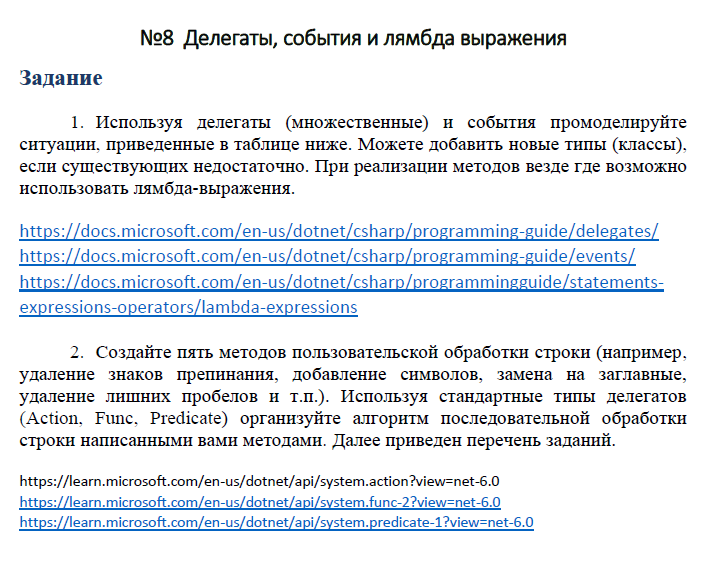 №8 Делегаты, события и лямбда выражения
Задание
1. Используя делегаты (множественные) и события промоделируйте
ситуации, приведенные в таблице ниже. Можете добавить новые типы (классы),
если существующих недостаточно. При реализации методов везде где возможно
использовать лямбда-выражения.
https://docs.microsoft.com/en-us/dotnet/csharp/programming-guide/delegates/
https://docs.microsoft.com/en-us/dotnet/csharp/programming-guide/events/
https://docs.microsoft.com/en-us/dotnet/csharp/programmingguide/statements-
expressions-operators/lambda-expressions
2. Создайте пять методов пользовательской обработки строки (например,
удаление знаков препинания, добавление символов, замена на заглавные,
удаление лишних пробелов и т.п.). Используя стандартные типы делегатов
(Action, Func, Predicate) организуйте алгоритм последовательной обработки
строки написанными вами методами. Далее приведен перечень заданий.
https://learn.microsoft.com/en-us/dotnet/api/system.action?view=net-6.0
https://learn.microsoft.com/en-us/dotnet/api/system.func-2?view=net-6.0
https://learn.microsoft.com/en-us/dotnet/api/system.predicate-1?view=net-6.0